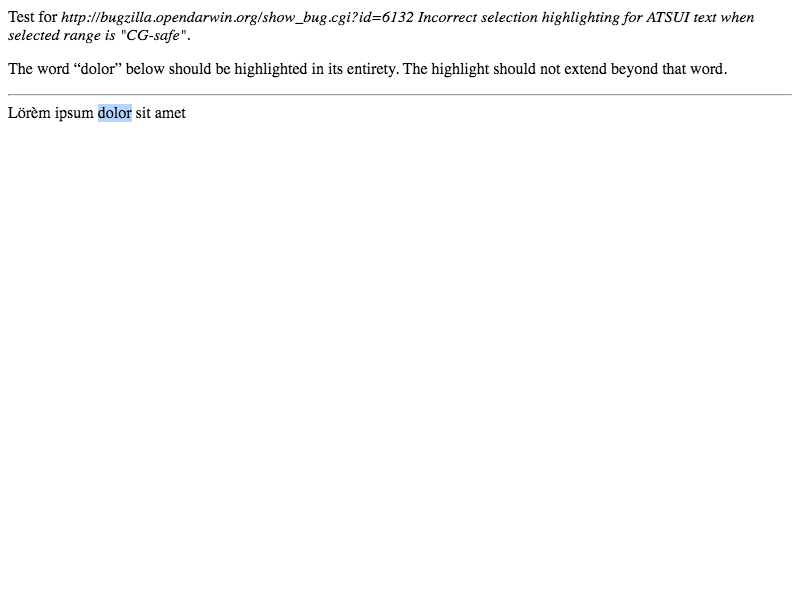 Test for http://bugzilla.opendarwin.org/show_bug.cgi?id=6132 Incorrect selection highlighting for ATSUI text when
selected range is "CG-safe".
The word “dolor” below should be highlighted in its entirety. The highlight should not extend beyond that word.
Lörèm ipsum dolor sit amet